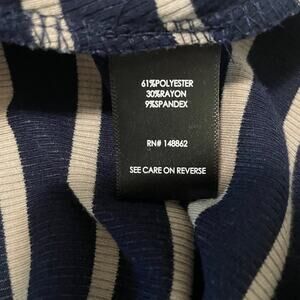 61%POLYESTER
30%RAYON
9%SPANDEX
RN# 148862
SEE CARE ON REVERSE